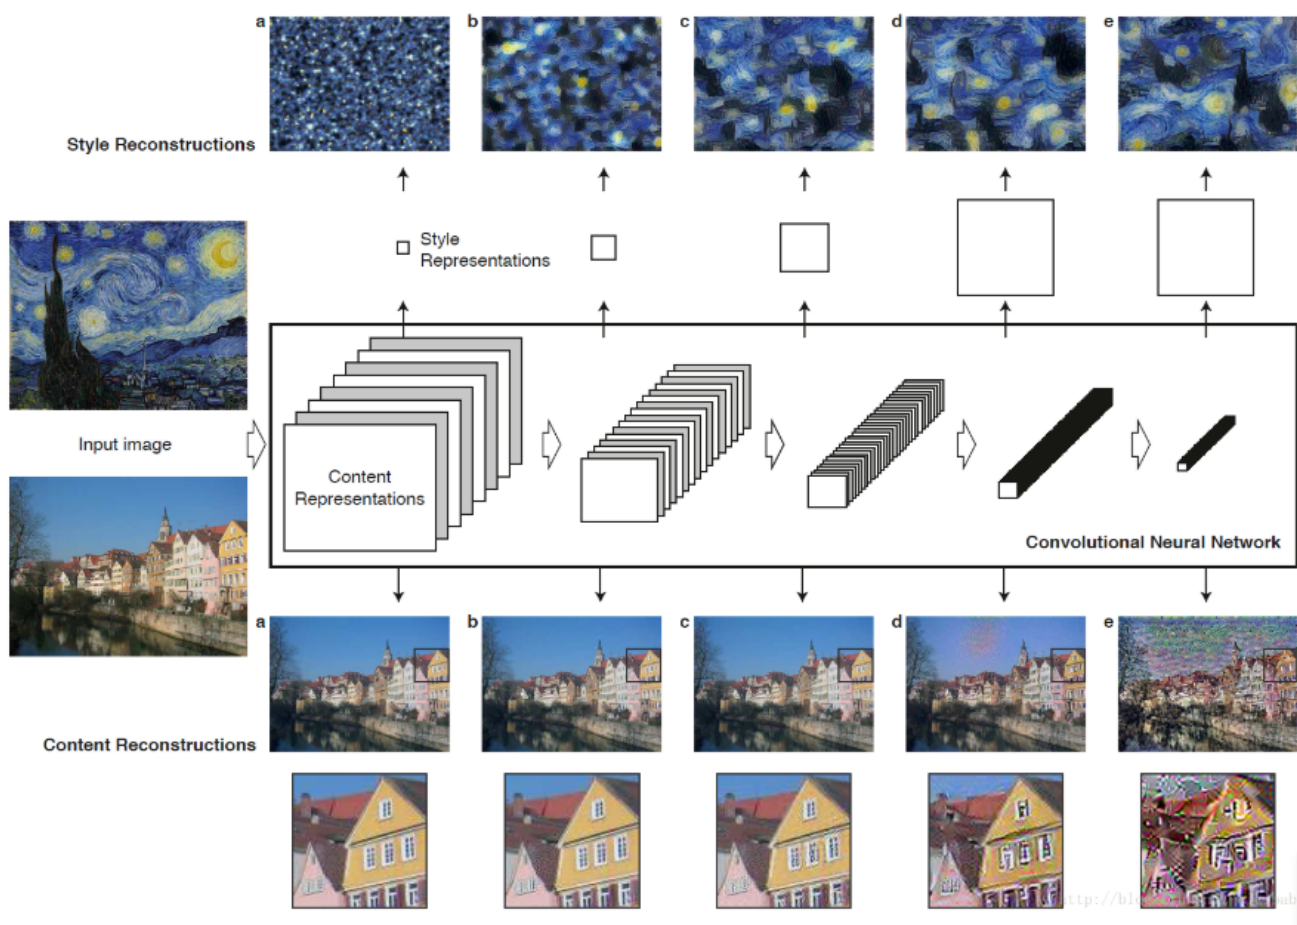 a b c d e
Style Reconstructions
Style
Representations
Input image
Content
Representations
Convolutional Neural Network
a b c d e
Content Reconstructions